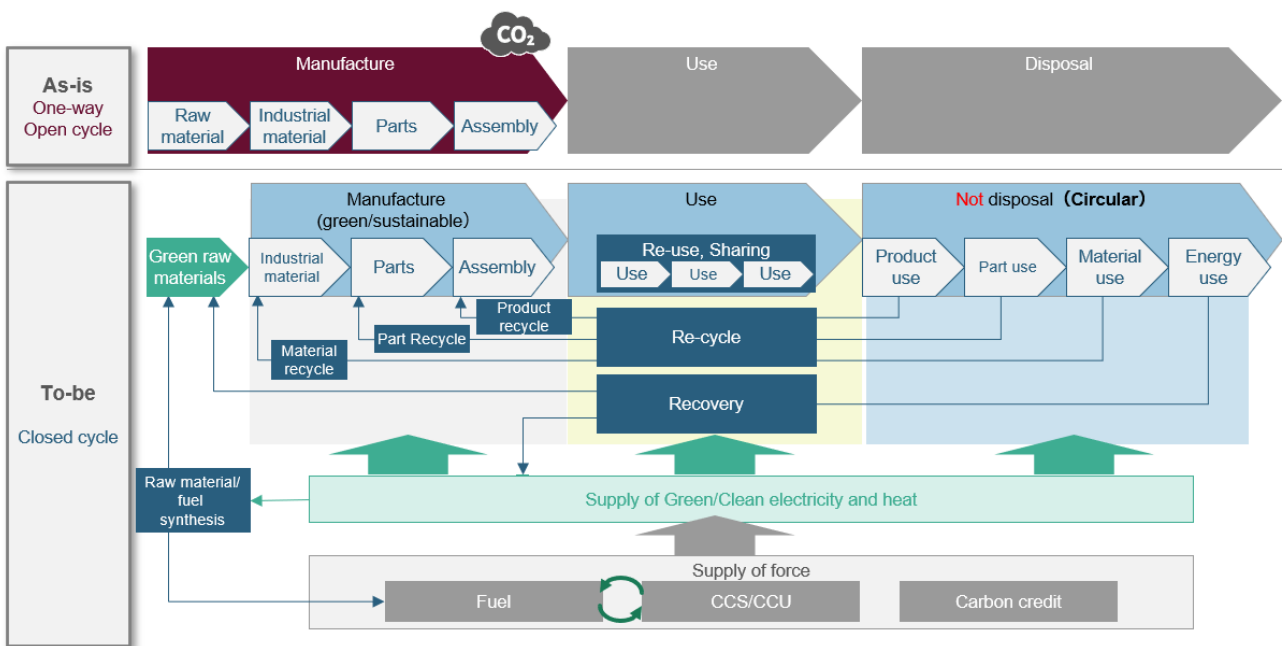 CO₂
As-is
One-way
Open cycle
Manufacture
Use
Disposal
Raw
material
Industrial
material
Parts
Assembly
To-be
Closed cycle
Manufacture
(green/sustainable)
Use
Not disposal (Circular)
Green raw
materials
Industrial
material
Parts
Assembly
Re-use, Sharing
Use
Use
Use
Product
use
Part use
Material
use
Energy
use
Product
recycle
Part Recycle
Material
recycle
Re-cycle
Recovery
Raw material/
fuel
synthesis
Supply of Green/Clean electricity and heat
Supply of force
Fuel
CCS/CCU
Carbon credit